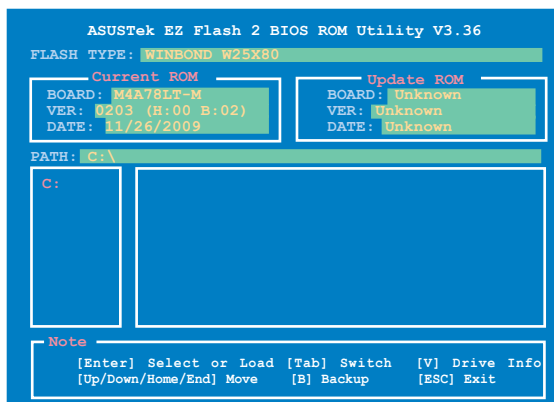 ASUSTek EZ Flash 2 BIOS ROM Utility V3.36
FLASH TYPE: WINBOND W25X80
Current ROM
BOARD: M4A78LT-M
VER: 0203 (H:00 B:02)
DATE: 11/26/2009
Update ROM
BOARD: Unknown
VER: Unknown
DATE: Unknown
PATH: C:\
C:
Note
[Enter] Select or Load [Tab] Switch [V] Drive Info
[Up/Down/Home/End] Move [B] Backup [ESC] Exit